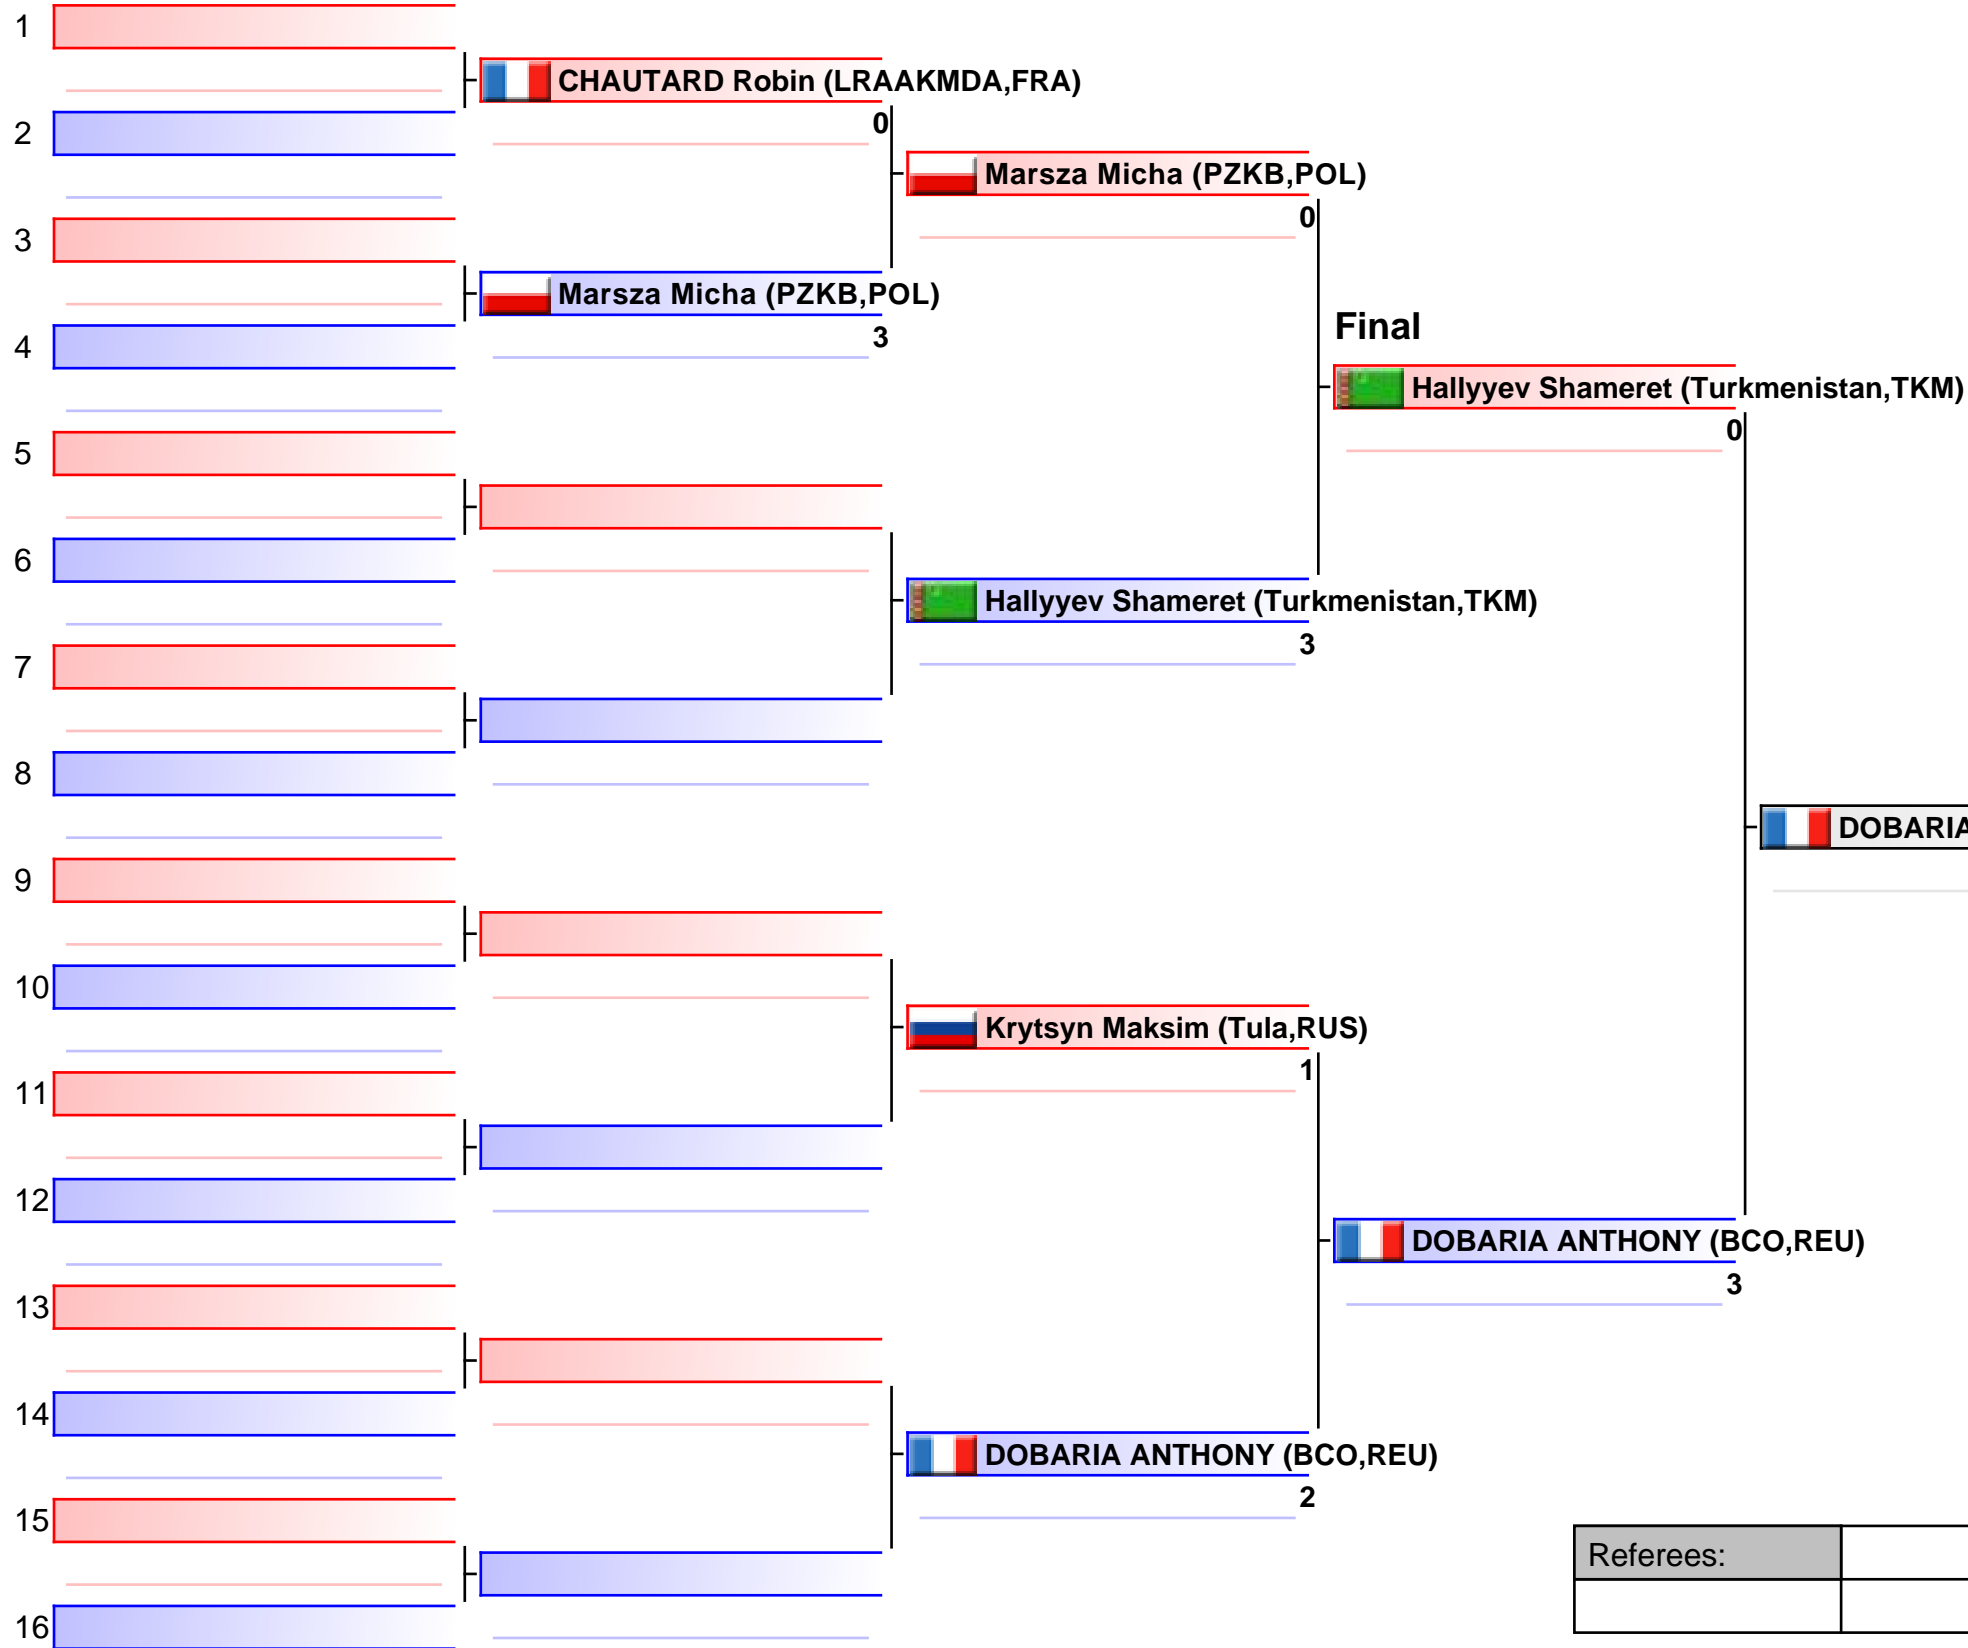 1
CHAUTARD Robin (LRAAKMDA,FRA)
0
2
Marsza Micha (PZKB,POL)
0
3
Marsza Micha (PZKB,POL)
3
4
Final
Hallyyev Shameret (Turkmenistan,TKM)
0
5
6
Hallyyev Shameret (Turkmenistan,TKM)
3
7
8
DOBARIA
9
10
Krytsyn Maksim (Tula,RUS)
1
11
12
DOBARIA ANTHONY (BCO,REU)
3
13
14
DOBARIA ANTHONY (BCO,REU)
2
15
Referees:
16